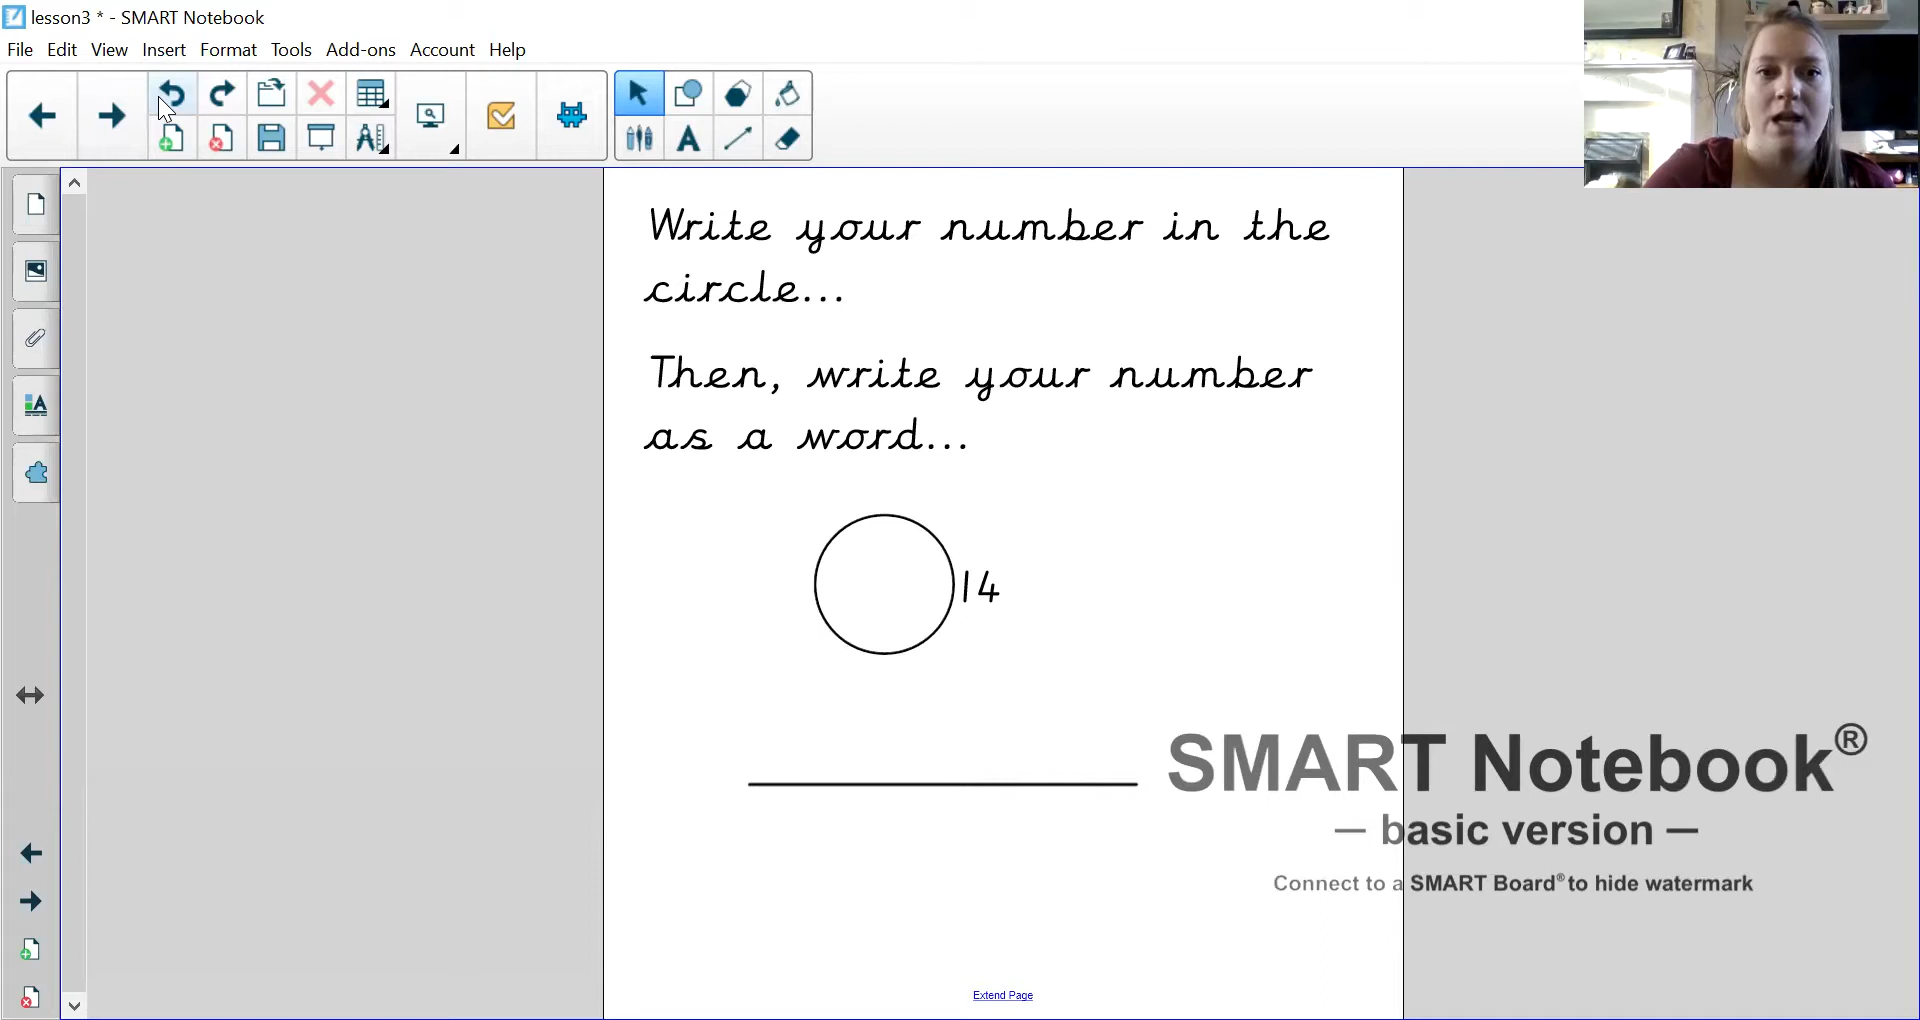 lesson3 * - SMART Notebook
File Edit View Insert Format Tools Add-ons Account Help
Write your number in the
circle...
Then, write your number
as a word...
14
SMART Notebook®
— basic version —
Connect to a SMART Board® to hide watermark
Extend Page